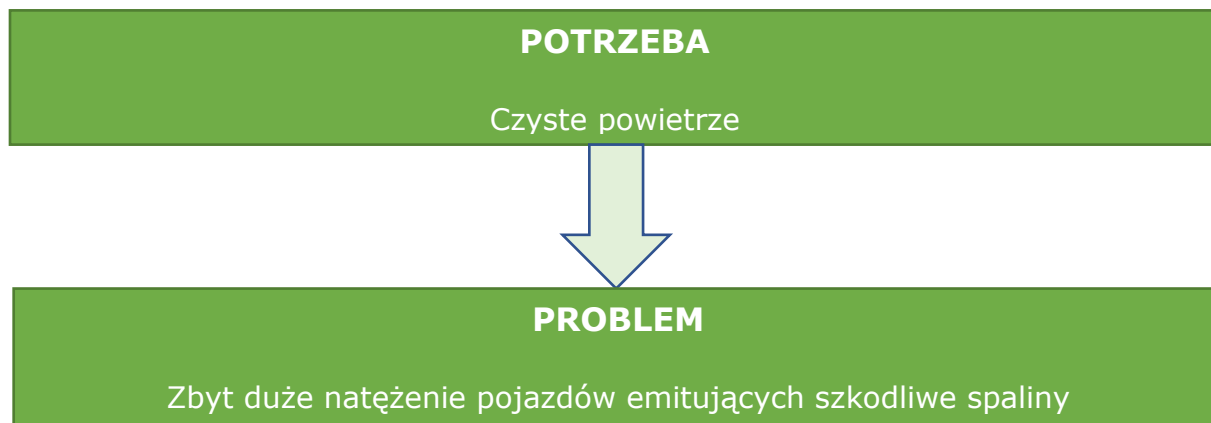 POTRZEBA
Czyste powietrze
PROBLEM
Zbyt duże natężenie pojazdów emitujących szkodliwe spaliny